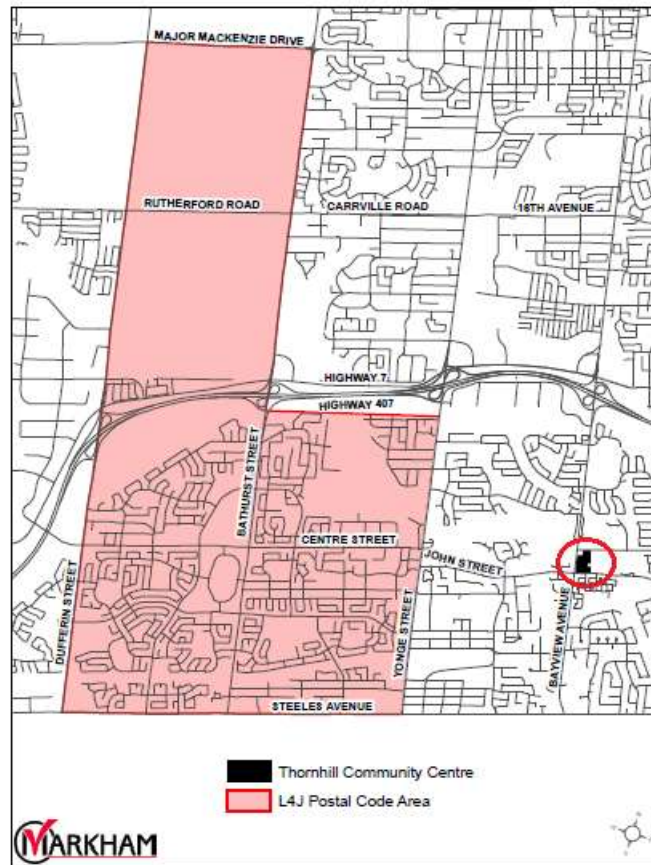 MAJOR MACKENZIE DRIVE
RUTHERFORD ROAD
CARRVILLE ROAD
16TH AVENUE
HIGHWAY 7
HIGHWAY 407
BATHURST STREET
CENTRE STREET
JOHN STREET
DUFFERIN STREET
YONGE STREET
BAYVIEW AVENUE
STEELES AVENUE
Thornhill Community Centre
L4J Postal Code Area
MARKHAM